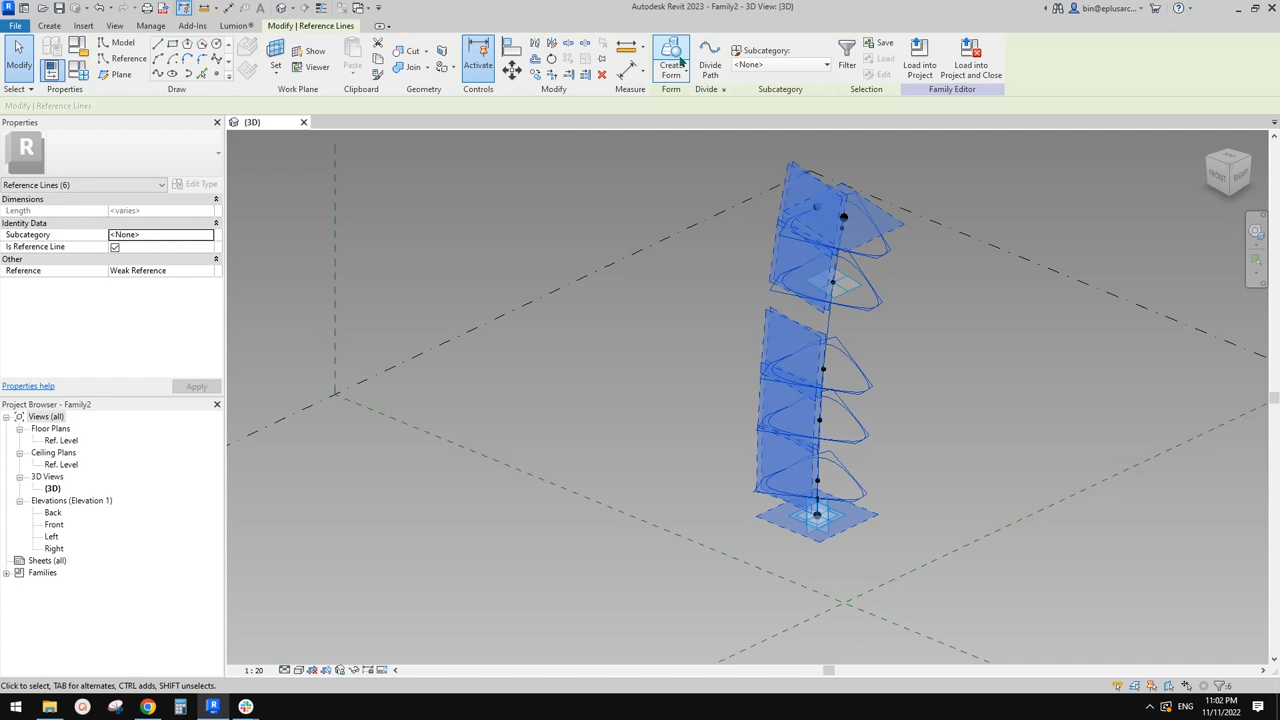 Autodesk Revit 2023 - Family2 - 3D View: {3D}
bin@eplusarc...
File Create Insert View Manage Add-Ins Lumion® Modify | Reference Lines
Modify Model Reference Plane Set Show Viewer Paste Cut Join Activate Create Form Divide Path Subcategory: <None> Filter Save Load Edit Load into Project Load into Project and Close
Select Properties Draw Work Plane Clipboard Geometry Controls Modify Measure Form Divide Subcategory Selection Family Editor
Modify | Reference Lines
Properties
{3D}
R
Reference Lines (6) Edit Type
Dimensions
Length <varies>
Identity Data
Subcategory <None>
Is Reference Line
Other
Reference Weak Reference
FRONT RIGHT
Properties help Apply
Project Browser - Family2
Views (all)
Floor Plans
Ref. Level
Ceiling Plans
Ref. Level
3D Views
{3D}
Elevations (Elevation 1)
Back
Front
Left
Right
Sheets (all)
Families
1 : 20
Click to select, TAB for alternates, CTRL adds, SHIFT unselects.
:6
ENG
11:02 PM
11/11/2022